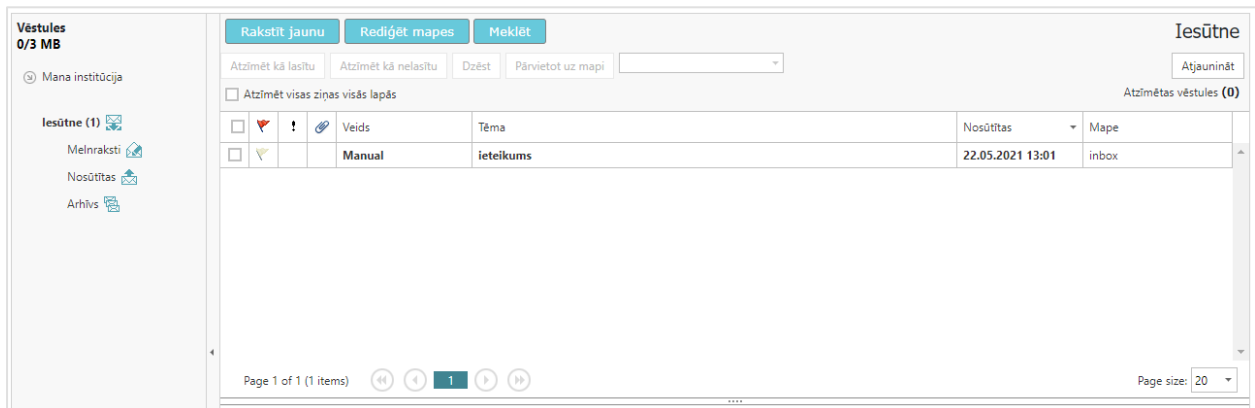 Vēstules
0/3 MB
Mana institūcija
Iesūtne (1)
Melnraksti
Nosūtītas
Arhīvs
Rakstīt jaunu Rediģēt mapes Meklēt
Iesūtne
Atzīmēt kā lasītu Atzīmēt kā nelasītu Dzēst Pārvietot uz mapi
Atjaunināt
Atzīmēt visas ziņas visās lapās
Atzīmētas vēstules (0)
! Veids Tēma Nosūtītas Mape
Manual ieteikums 22.05.2021 13:01 inbox
Page 1 of 1 (1 items) 1 Page size: 20